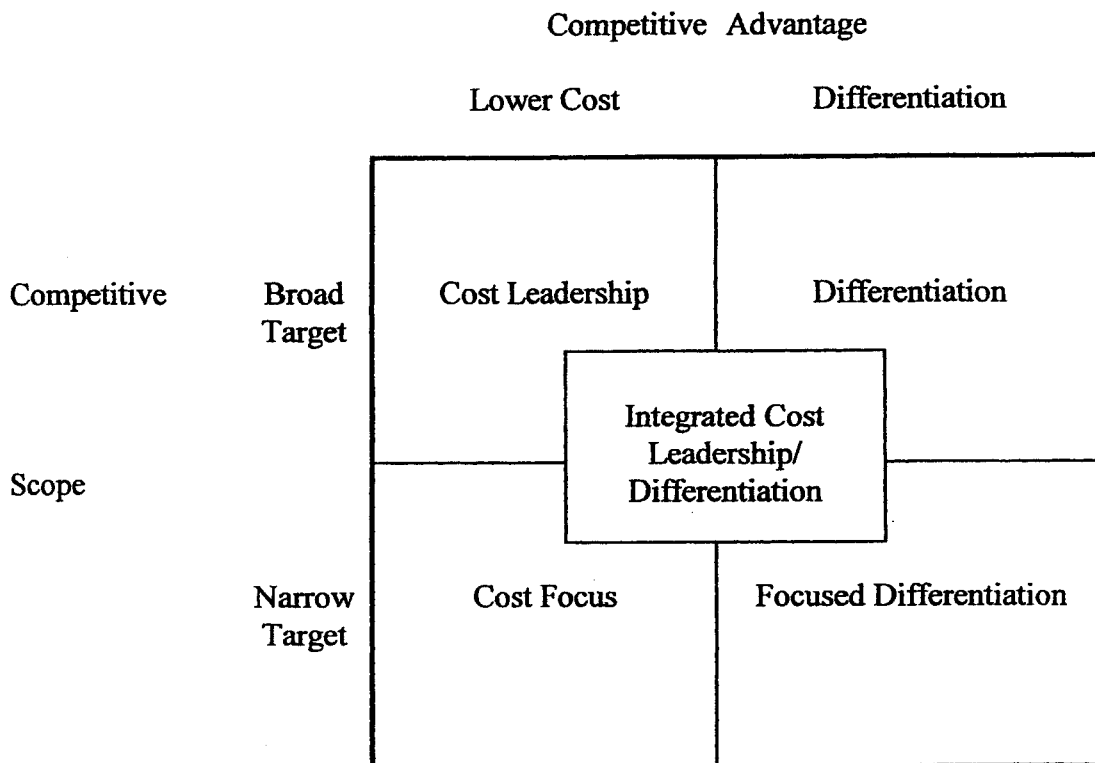 Competitive Advantage
Lower Cost Differentiation
Competitive Broad Target Cost Leadership Differentiation
Integrated Cost
Leadership/
Differentiation
Scope
Narrow Target Cost Focus Focused Differentiation